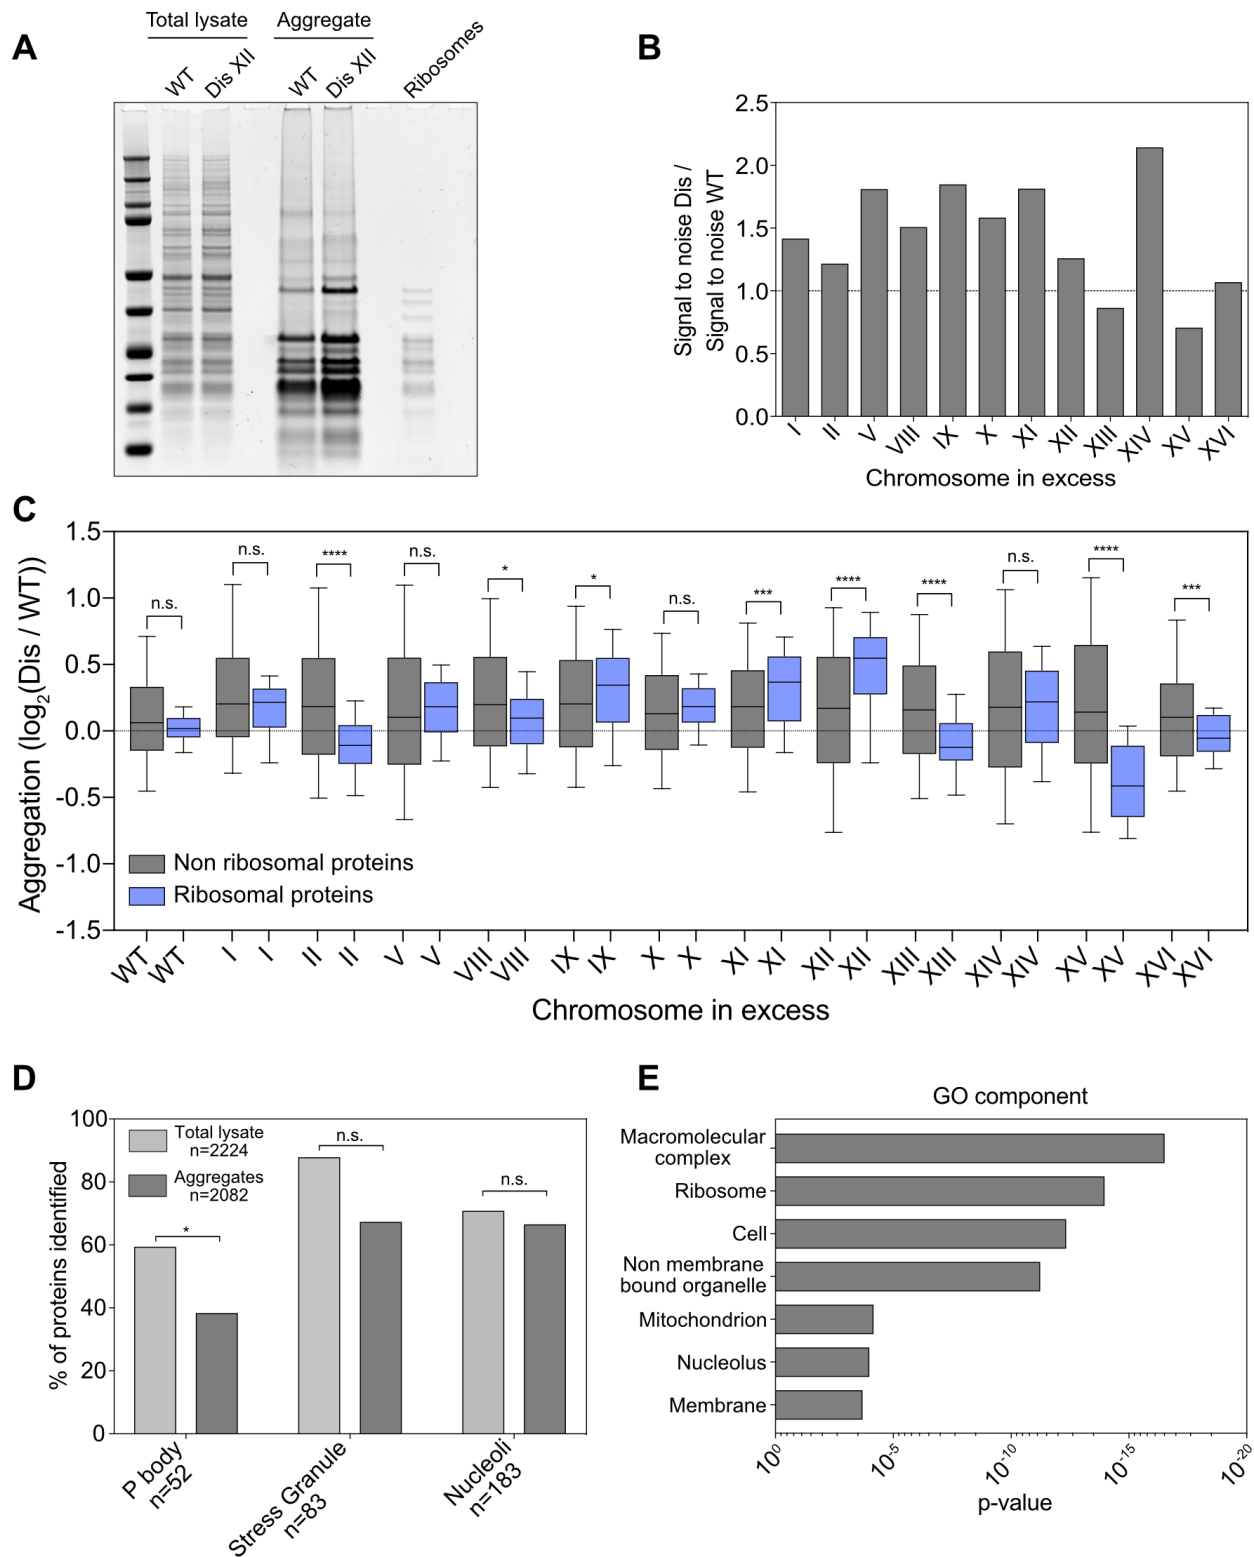 A
Total lysate
Aggregate
WT
Dis XII
WT
Dis XII
Ribosomes
B
Signal to noise Dis /
Signal to noise WT
2.5
2.0
1.5
1.0
0.5
0.0
I
II
V
VIII
IX
X
XI
XII
XIII
XIV
XV
XVI
Chromosome in excess
C
Aggregation (log2(Dis / WT))
1.5
1.0
0.5
0.0
-0.5
-1.0
-1.5
n.s.
n.s.
****
n.s.
*
*
n.s.
***
****
****
n.s.
****
***
Non ribosomal proteins
Ribosomal proteins
WT
WT
I
I
II
II
V
V
VIII
VIII
IX
IX
X
X
XI
XI
XII
XII
XIII
XIII
XIV
XIV
XV
XV
XVI
XVI
Chromosome in excess
D
% of proteins identified
100
80
60
40
20
0
Total lysate
n=2224
Aggregates
n=2082
*
n.s.
n.s.
P body
n=52
Stress Granule
n=83
Nucleoli
n=183
E
GO component
Macromolecular
complex
Ribosome
Cell
Non membrane
bound organelle
Mitochondrion
Nucleolus
Membrane
10^0
10^-5
10^-10
10^-15
10^-20
p-value